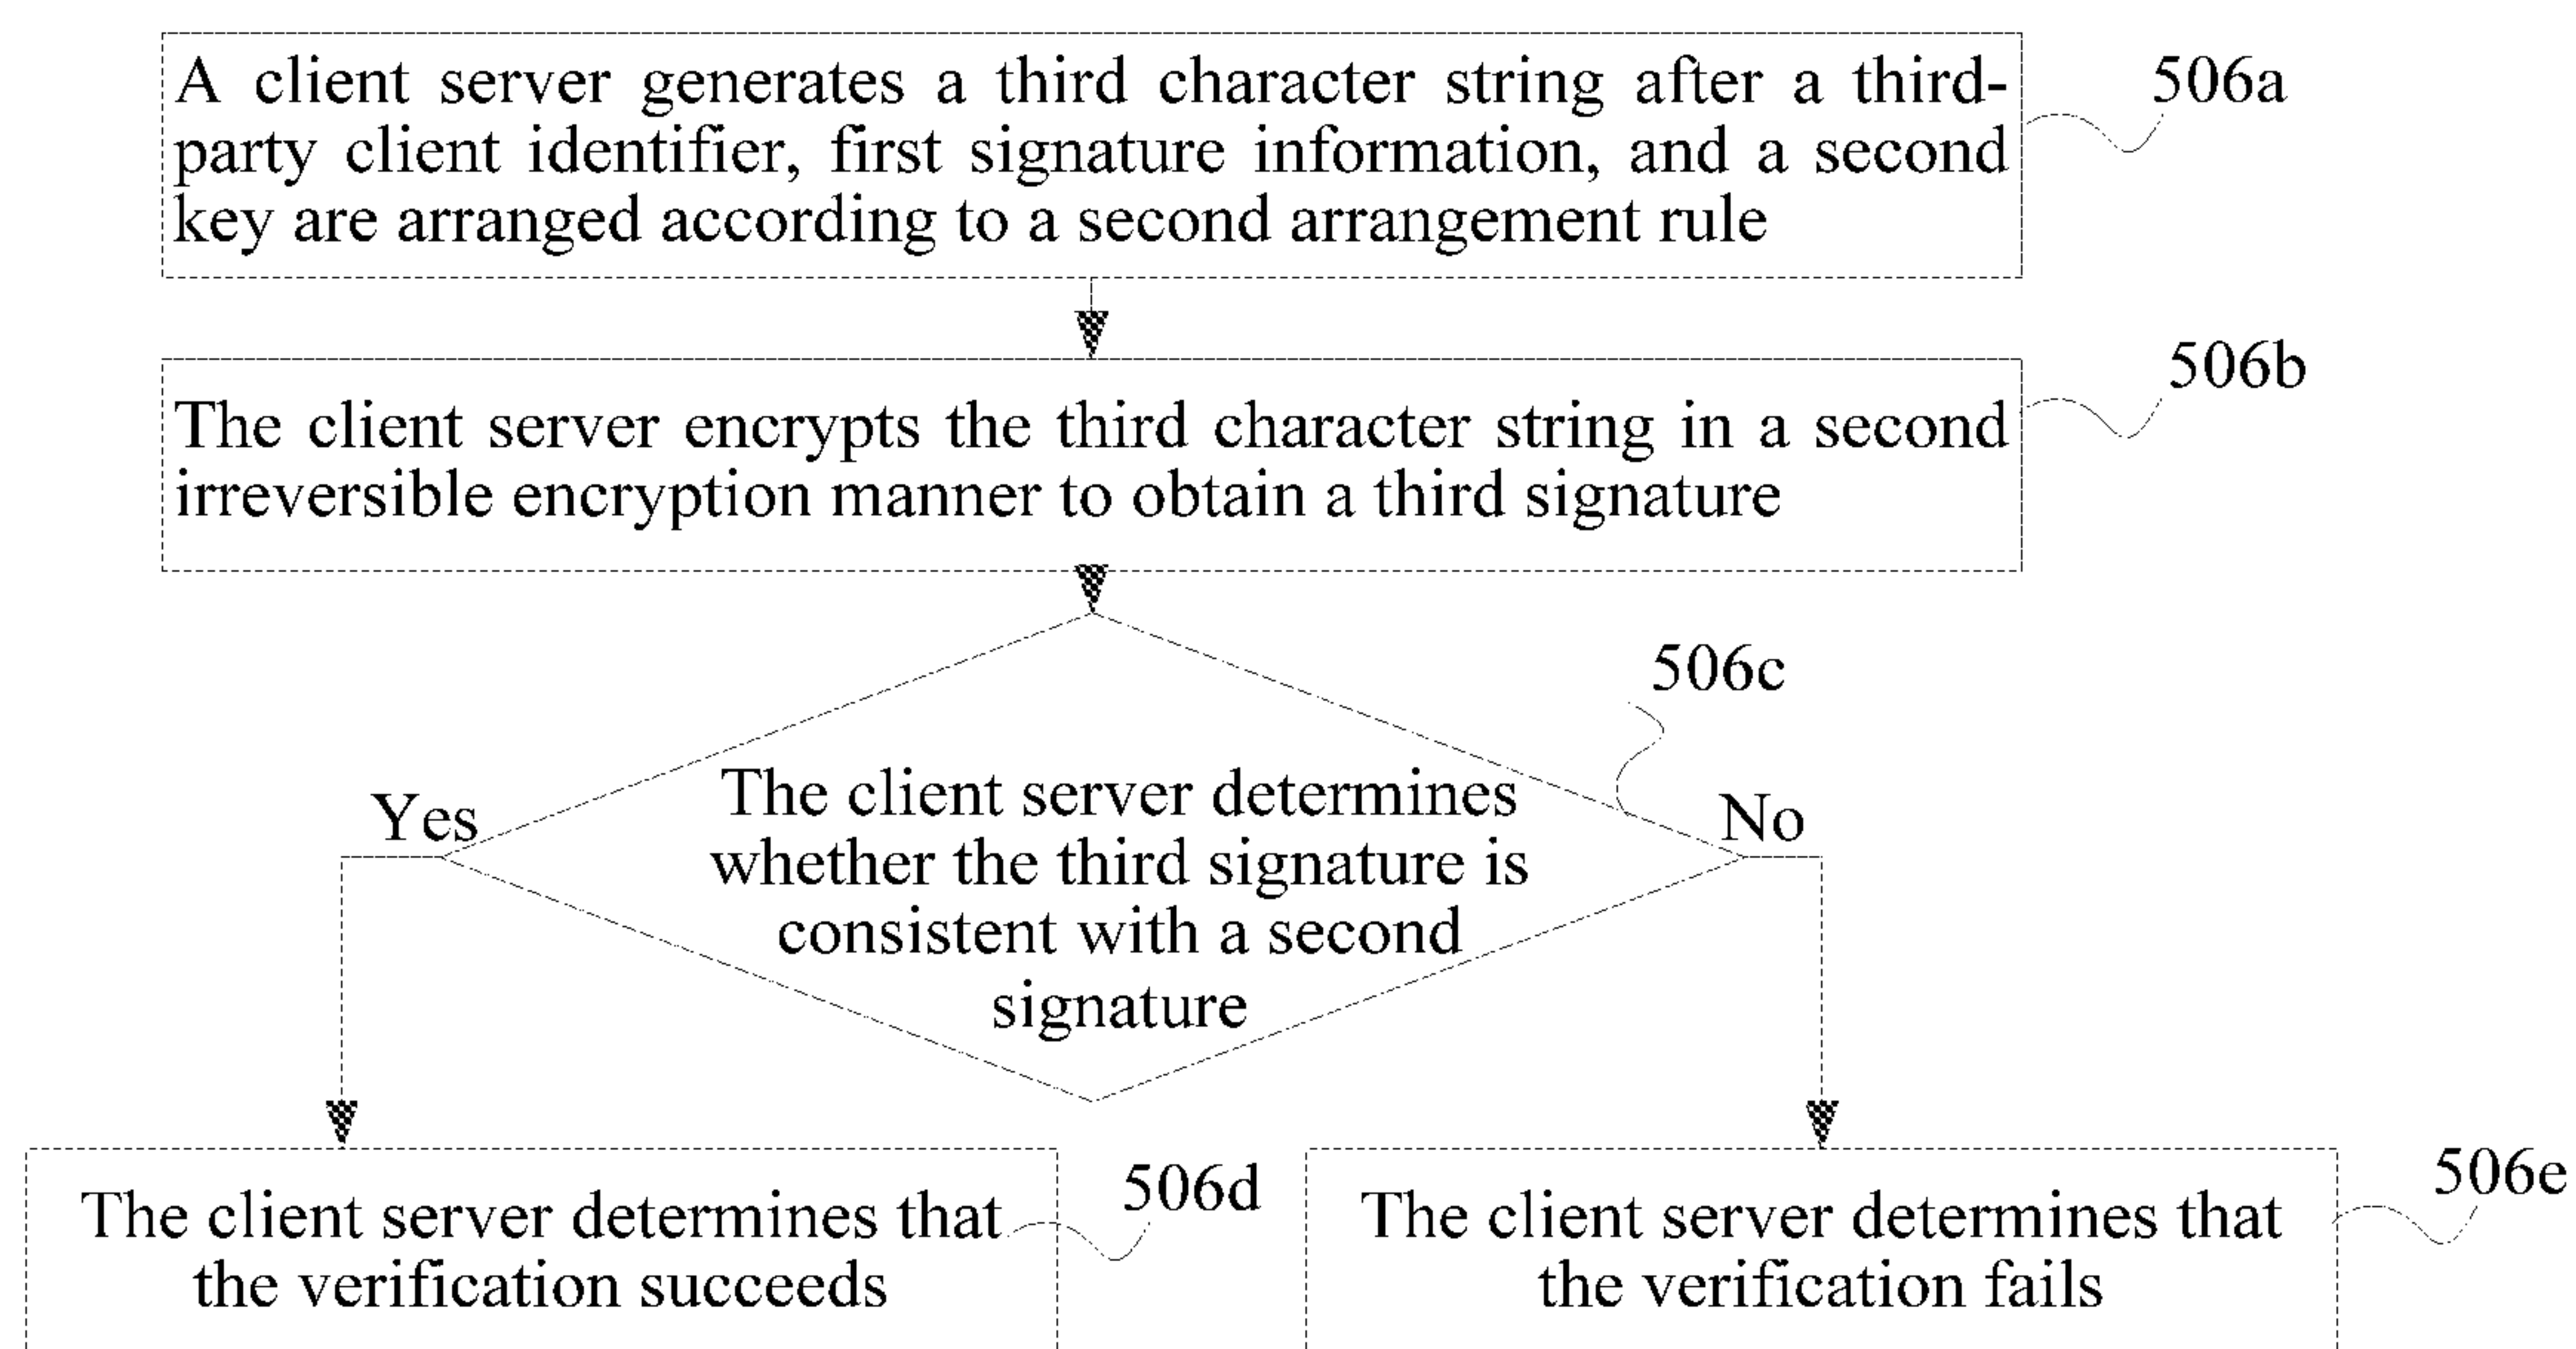 A client server generates a third character string after a third-
party client identifier, first signature information, and a second
key are arranged according to a second arrangement rule
506a
The client server encrypts the third character string in a second
irreversible encryption manner to obtain a third signature
506b
506c
Yes
No
The client server determines
whether the third signature is
consistent with a second
signature
The client server determines that
the verification succeeds
506d
The client server determines that
the verification fails
506e